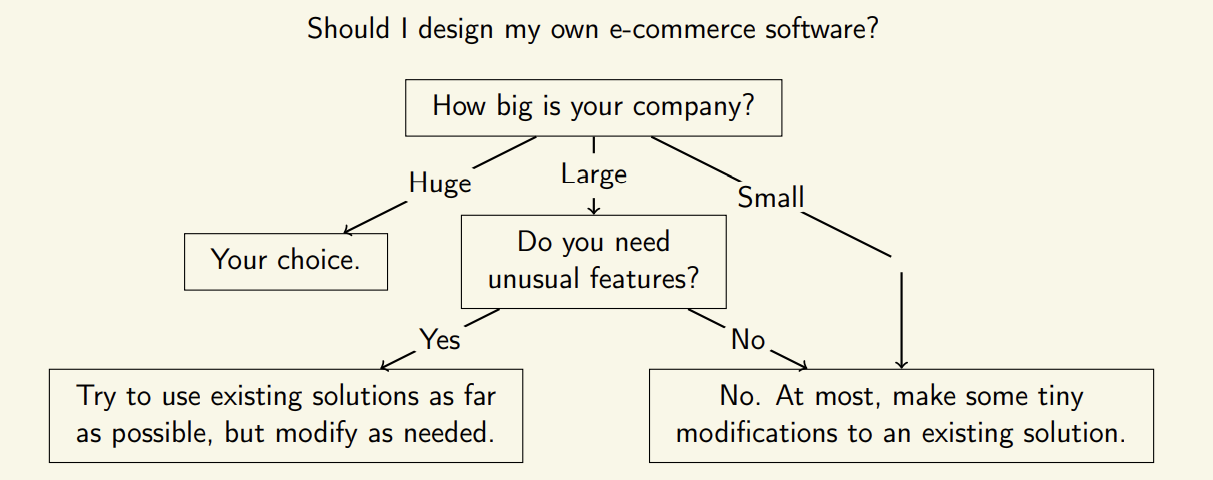 Should I design my own e-commerce software?
How big is your company?
Huge
Large
Small
Your choice.
Do you need
unusual features?
Yes
No
Try to use existing solutions as far
as possible, but modify as needed.
No. At most, make some tiny
modifications to an existing solution.